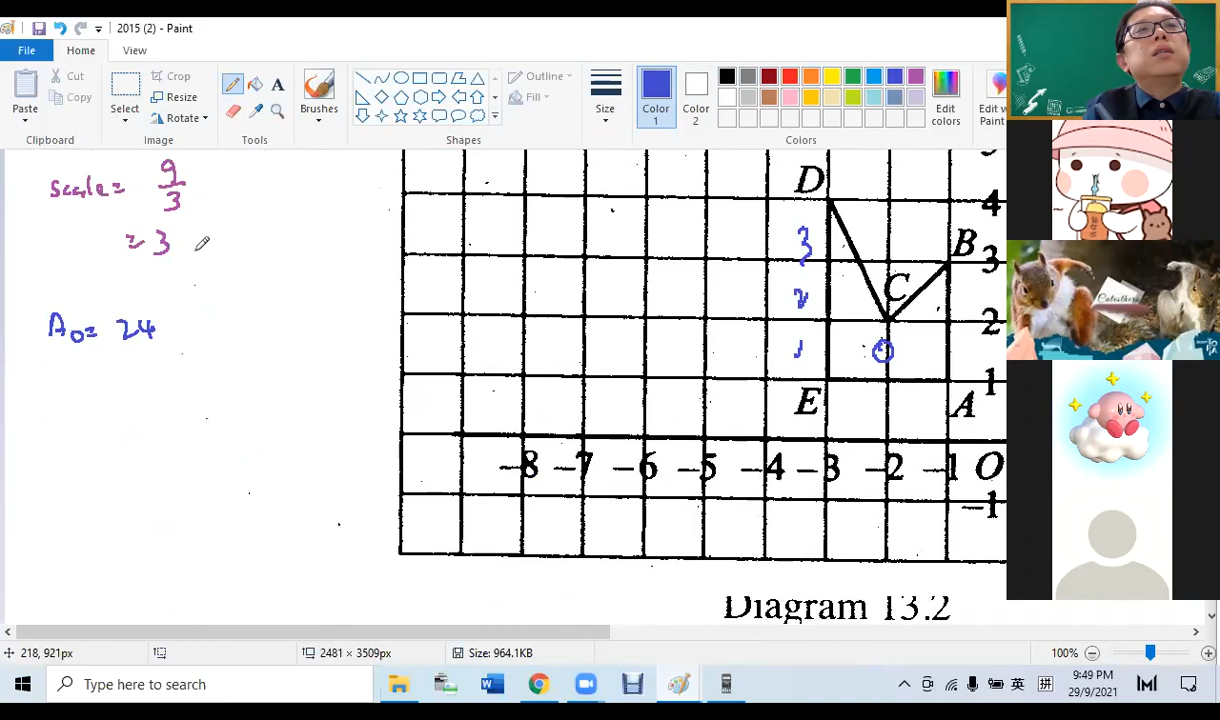 2015 (2) - Paint
File Home View
Paste Cut Copy Select Crop Resize Rotate Brushes Outline Fill Size Color 1 Color 2 Edit colors Edit w
Clipboard Image Tools Shapes Colors
scale = 9/3
= 3
A0 = 24
D 4
3 B
3
C
2 2
1 1
E A
-8 -7 -6 -5 -4 -3 -2 -1 O
-1
Diagram 13.2
218, 921px 2481 × 3509px Size: 964.1KB 100%
Type here to search 英 拼 9:49 PM
29/9/2021